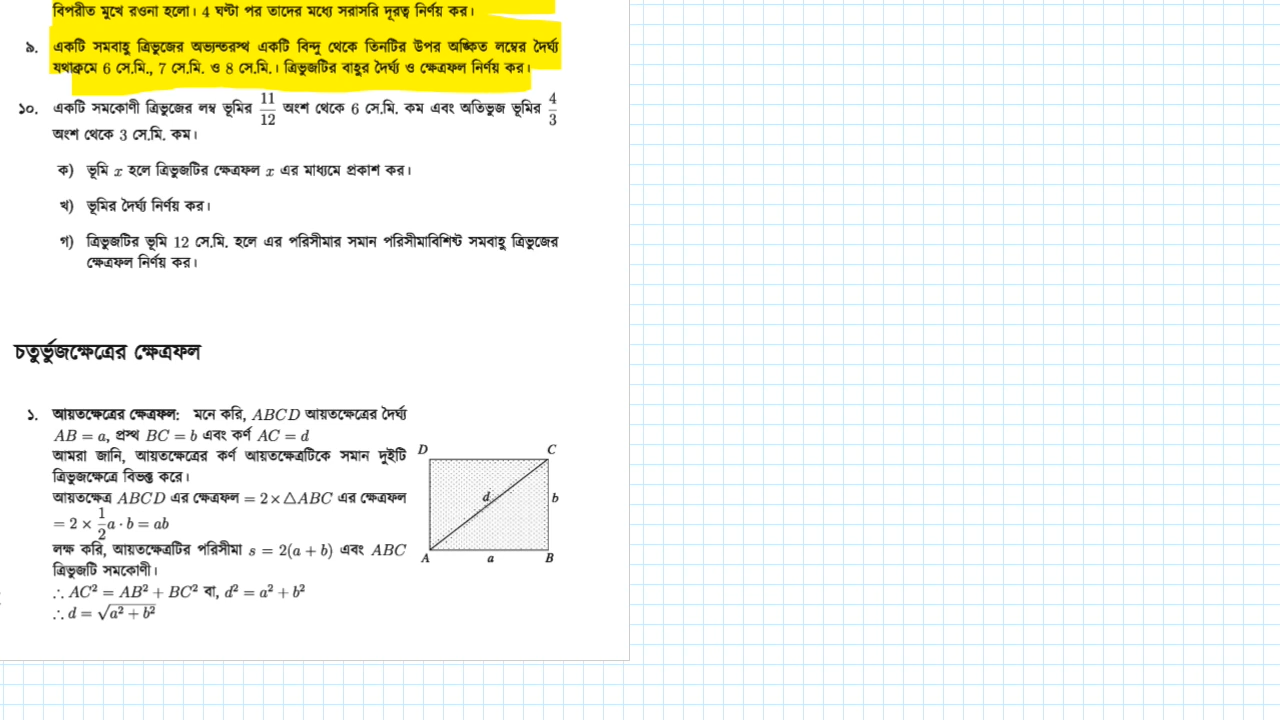 বিপরীত মুখে রওনা হলো। 4 ঘণ্টা পর তাদের মধ্যে সরাসরি দূরত্ব নির্ণয় কর।
৯. একটি সমবাহু ত্রিভুজের অভ্যন্তরস্থ একটি বিন্দু থেকে তিনটির উপর অঙ্কিত লম্বের দৈর্ঘ্য
যথাক্রমে 6 সে.মি., 7 সে.মি. ও 8 সে.মি.। ত্রিভুজটির বাহুর দৈর্ঘ্য ও ক্ষেত্রফল নির্ণয় কর।
১০. একটি সমকোণী ত্রিভুজের লম্ব ভূমির 11/12 অংশ থেকে 6 সে.মি. কম এবং অতিভুজ ভূমির 4/3
অংশ থেকে 3 সে.মি. কম।
ক) ভূমি x হলে ত্রিভুজটির ক্ষেত্রফল x এর মাধ্যমে প্রকাশ কর।
খ) ভূমির দৈর্ঘ্য নির্ণয় কর।
গ) ত্রিভুজটির ভূমি 12 সে.মি. হলে এর পরিসীমার সমান পরিসীমাবিশিষ্ট সমবাহু ত্রিভুজের
ক্ষেত্রফল নির্ণয় কর।
চতুর্ভুজক্ষেত্রের ক্ষেত্রফল
১. আয়তক্ষেত্রের ক্ষেত্রফল: মনে করি, ABCD আয়তক্ষেত্রের দৈর্ঘ্য
AB = a, প্রস্থ BC = b এবং কর্ণ AC = d
আমরা জানি, আয়তক্ষেত্রের কর্ণ আয়তক্ষেত্রটিকে সমান দুইটি
ত্রিভুজক্ষেত্রে বিভক্ত করে।
আয়তক্ষেত্র ABCD এর ক্ষেত্রফল = 2 × △ABC এর ক্ষেত্রফল
= 2 × 1/2 a · b = ab
লক্ষ করি, আয়তক্ষেত্রটির পরিসীমা s = 2(a + b) এবং ABC
ত্রিভুজটি সমকোণী।
∴ AC² = AB² + BC² বা, d² = a² + b²
∴ d = √(a² + b²)
D C
d b
A a B